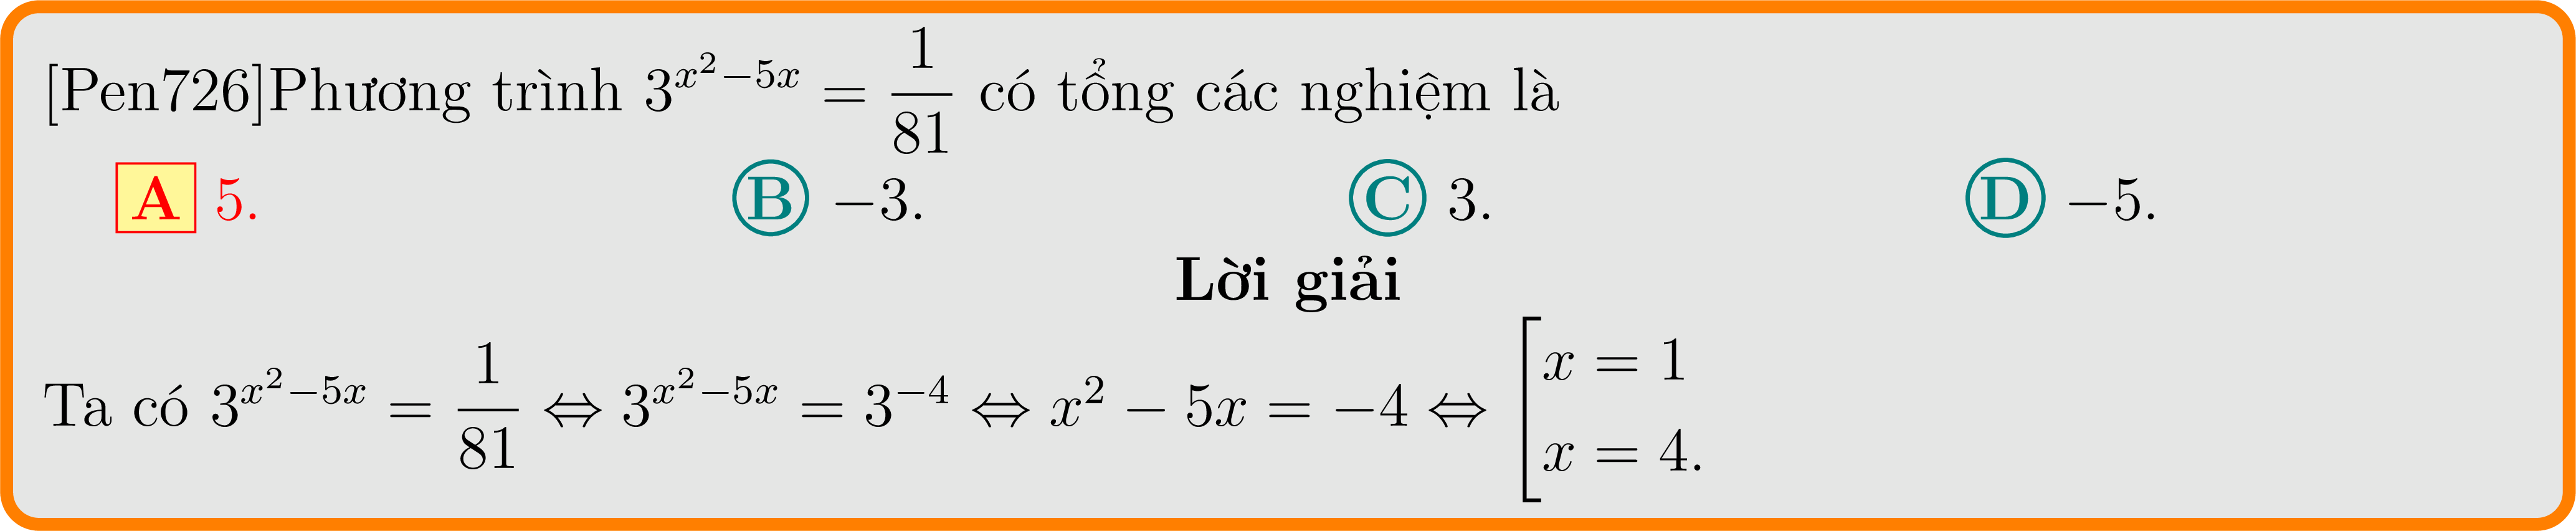 [Pen726]Phương trình $3^{x^2-5x} = \dfrac{1}{81}$ có tổng các nghiệm là
A 5. B −3. C 3. D −5.
Lời giải
Ta có $3^{x^2-5x} = \dfrac{1}{81} \Leftrightarrow 3^{x^2-5x} = 3^{-4} \Leftrightarrow x^2 - 5x = -4 \Leftrightarrow \left[\begin{array}{l} x = 1 \\ x = 4. \end{array}\right.$